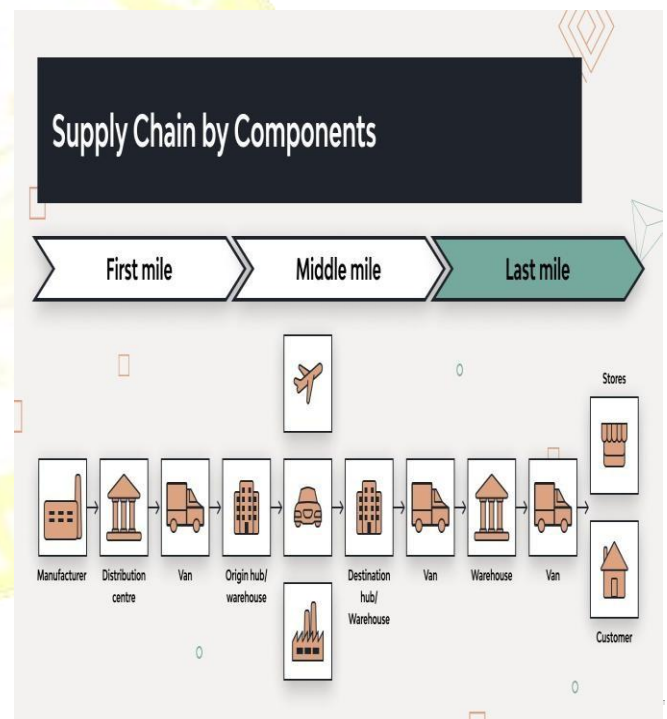 Supply Chain by Components
First mile
Middle mile
Last mile
Stores
Manufacturer
Distribution
centre
Van
Origin hub/
warehouse
Destination
hub/
Warehouse
Van
Warehouse
Van
Customer